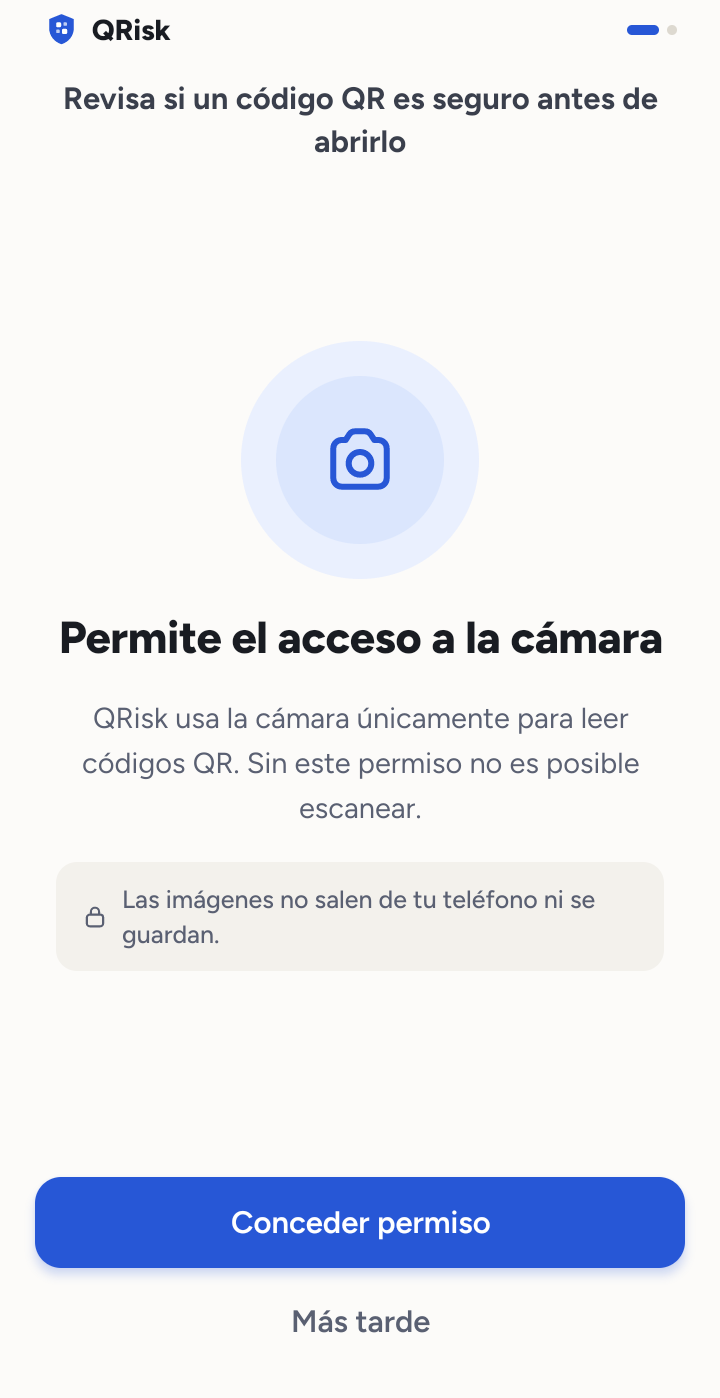 QRisk
Revisa si un código QR es seguro antes de
abrirlo
Permite el acceso a la cámara
QRisk usa la cámara únicamente para leer
códigos QR. Sin este permiso no es posible
escanear.
Las imágenes no salen de tu teléfono ni se
guardan.
Conceder permiso
Más tarde